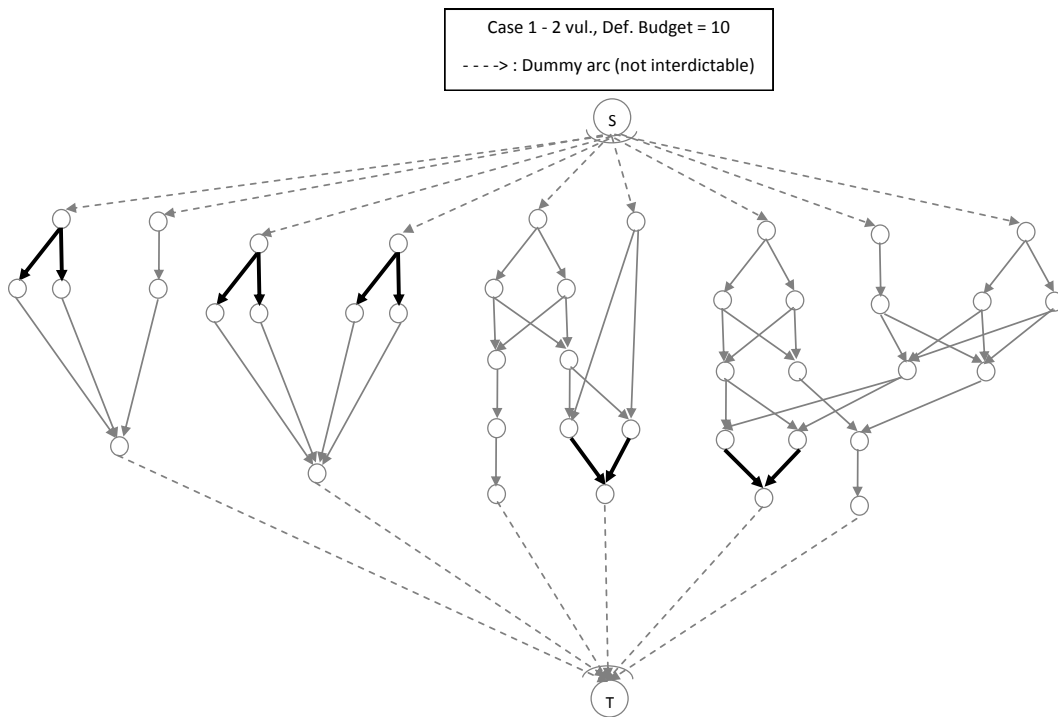 Case 1 - 2 vul., Def. Budget = 10
- - - -> : Dummy arc (not interdictable)
S
T